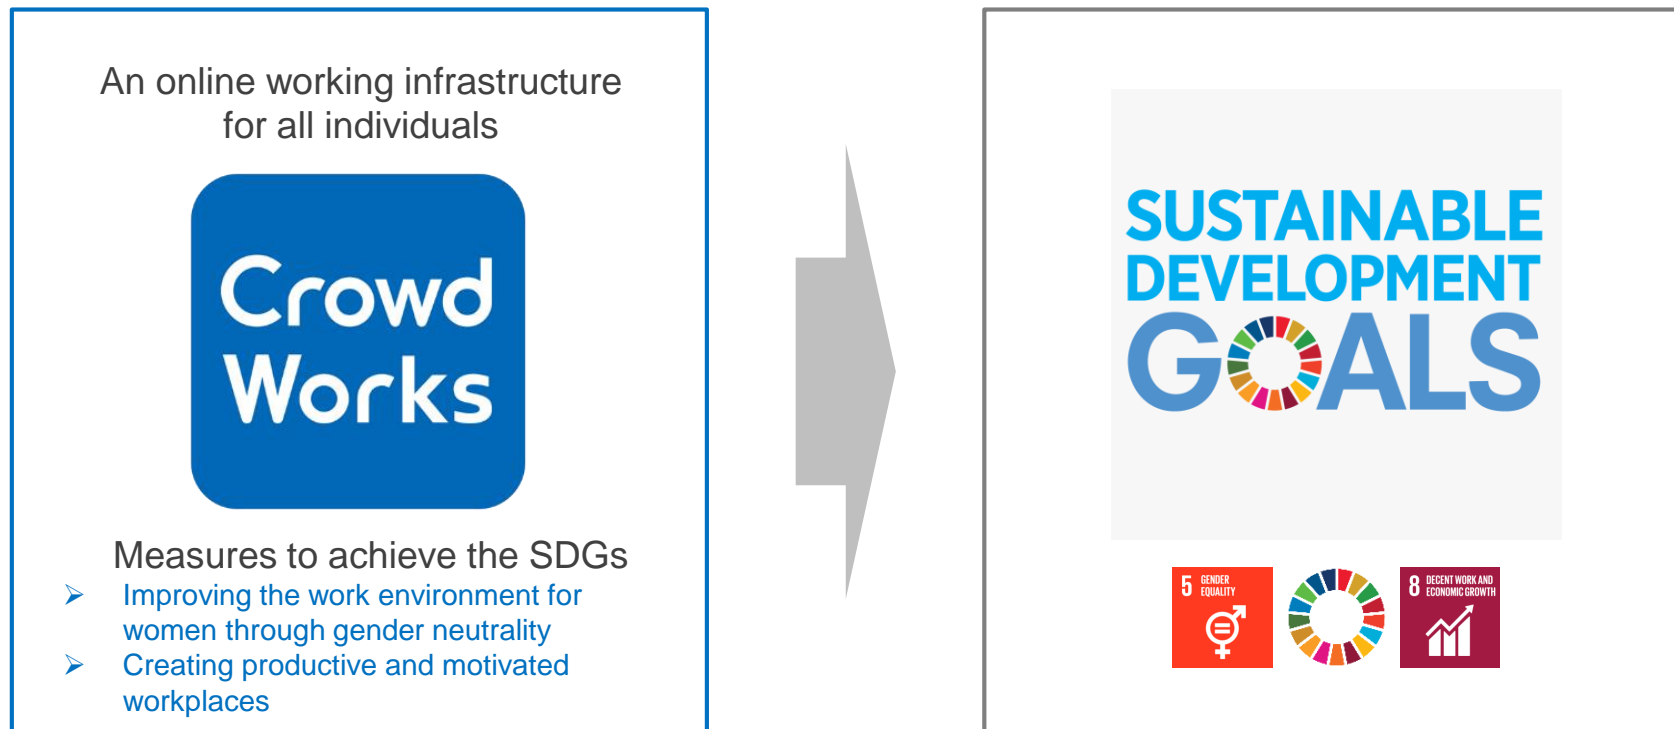 An online working infrastructure
for all individuals
Crowd
Works
Measures to achieve the SDGs
➢ Improving the work environment for
women through gender neutrality
➢ Creating productive and motivated
workplaces
SUSTAINABLE
DEVELOPMENT
GOALS
5 GENDER
EQUALITY
8 DECENT WORK AND
ECONOMIC GROWTH